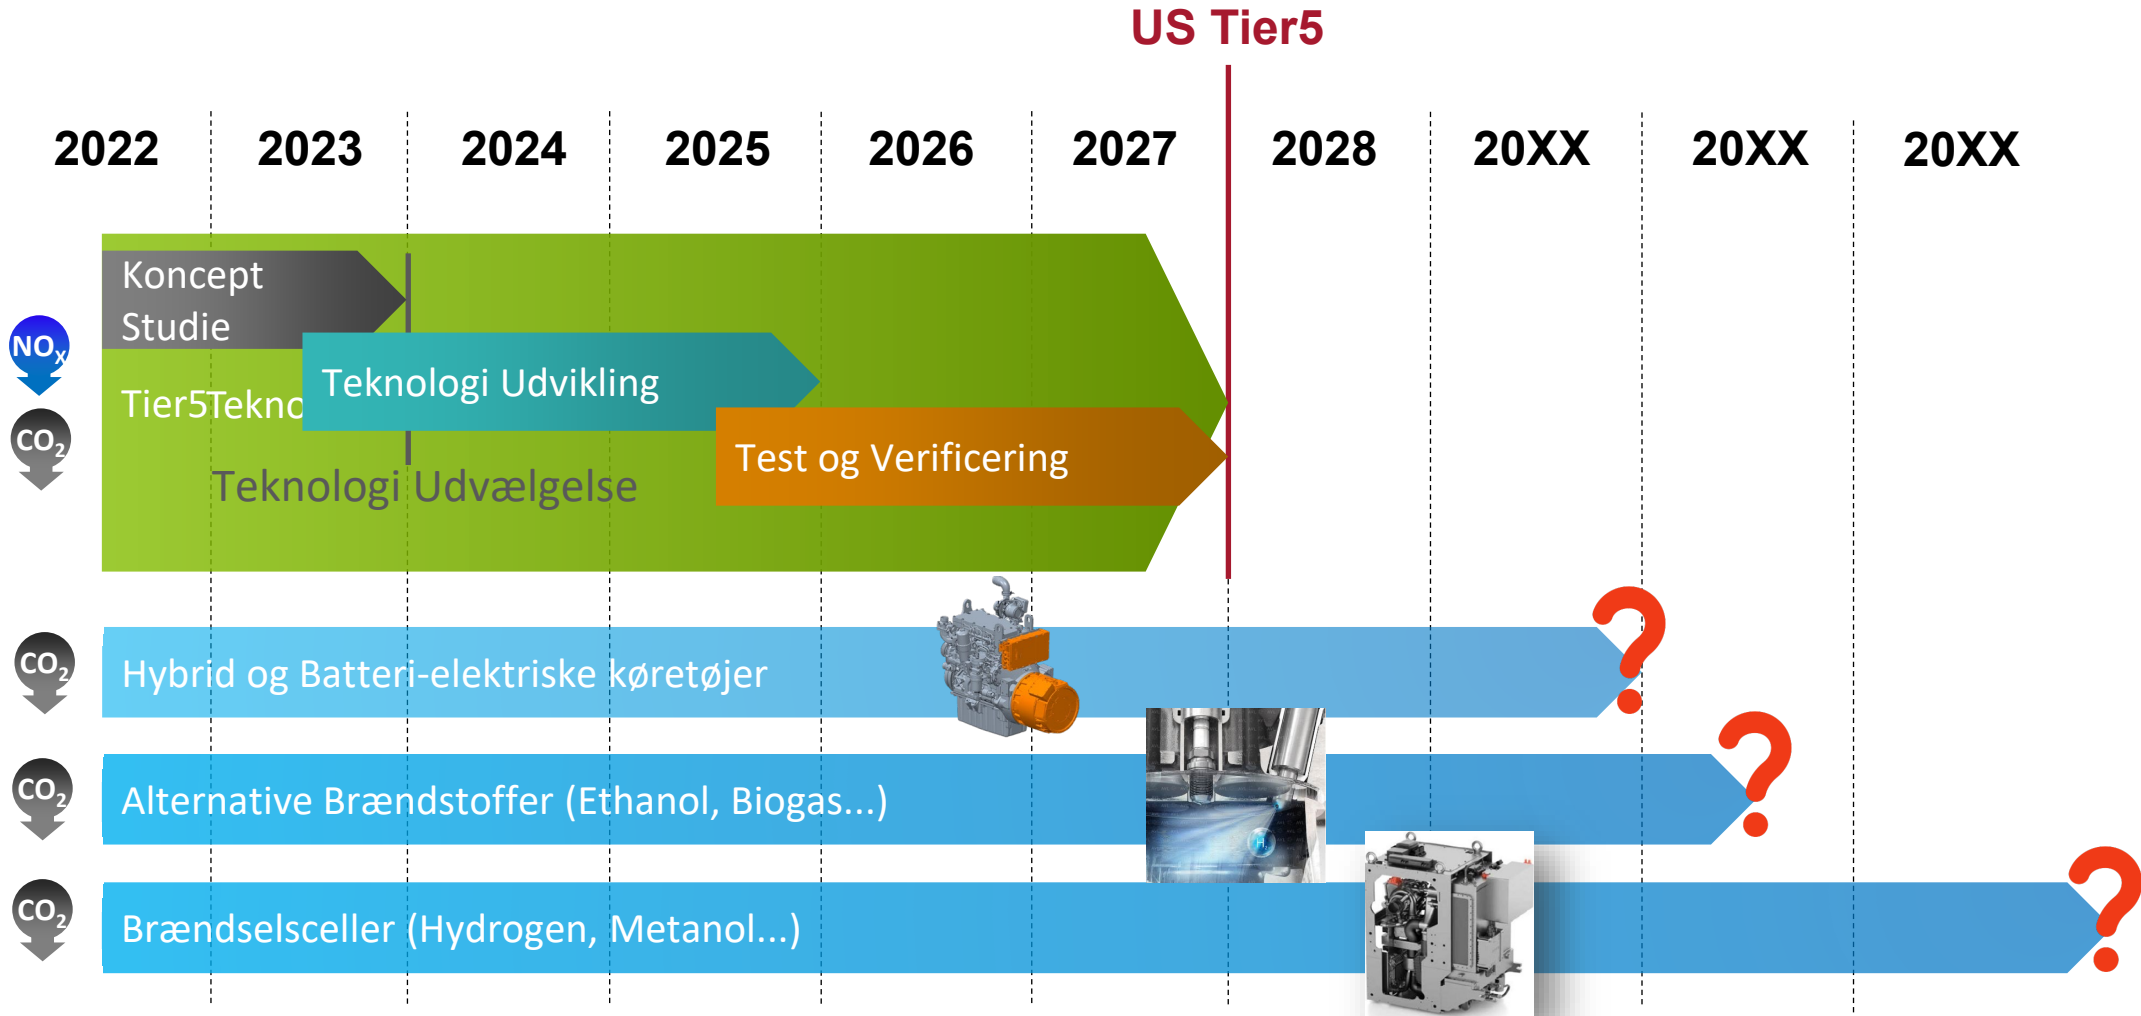 US Tier5
2022 2023 2024 2025 2026 2027 2028 20XX 20XX 20XX
Koncept
Studie
NOX
Teknologi Udvikling
Tier5Tekno
CO2
Test og Verificering
Teknologi Udvælgelse
CO2
Hybrid og Batteri-elektriske køretøjer
?
CO2
Alternative Brændstoffer (Ethanol, Biogas...)
?
H2
CO2
Brændselsceller (Hydrogen, Metanol...)
?